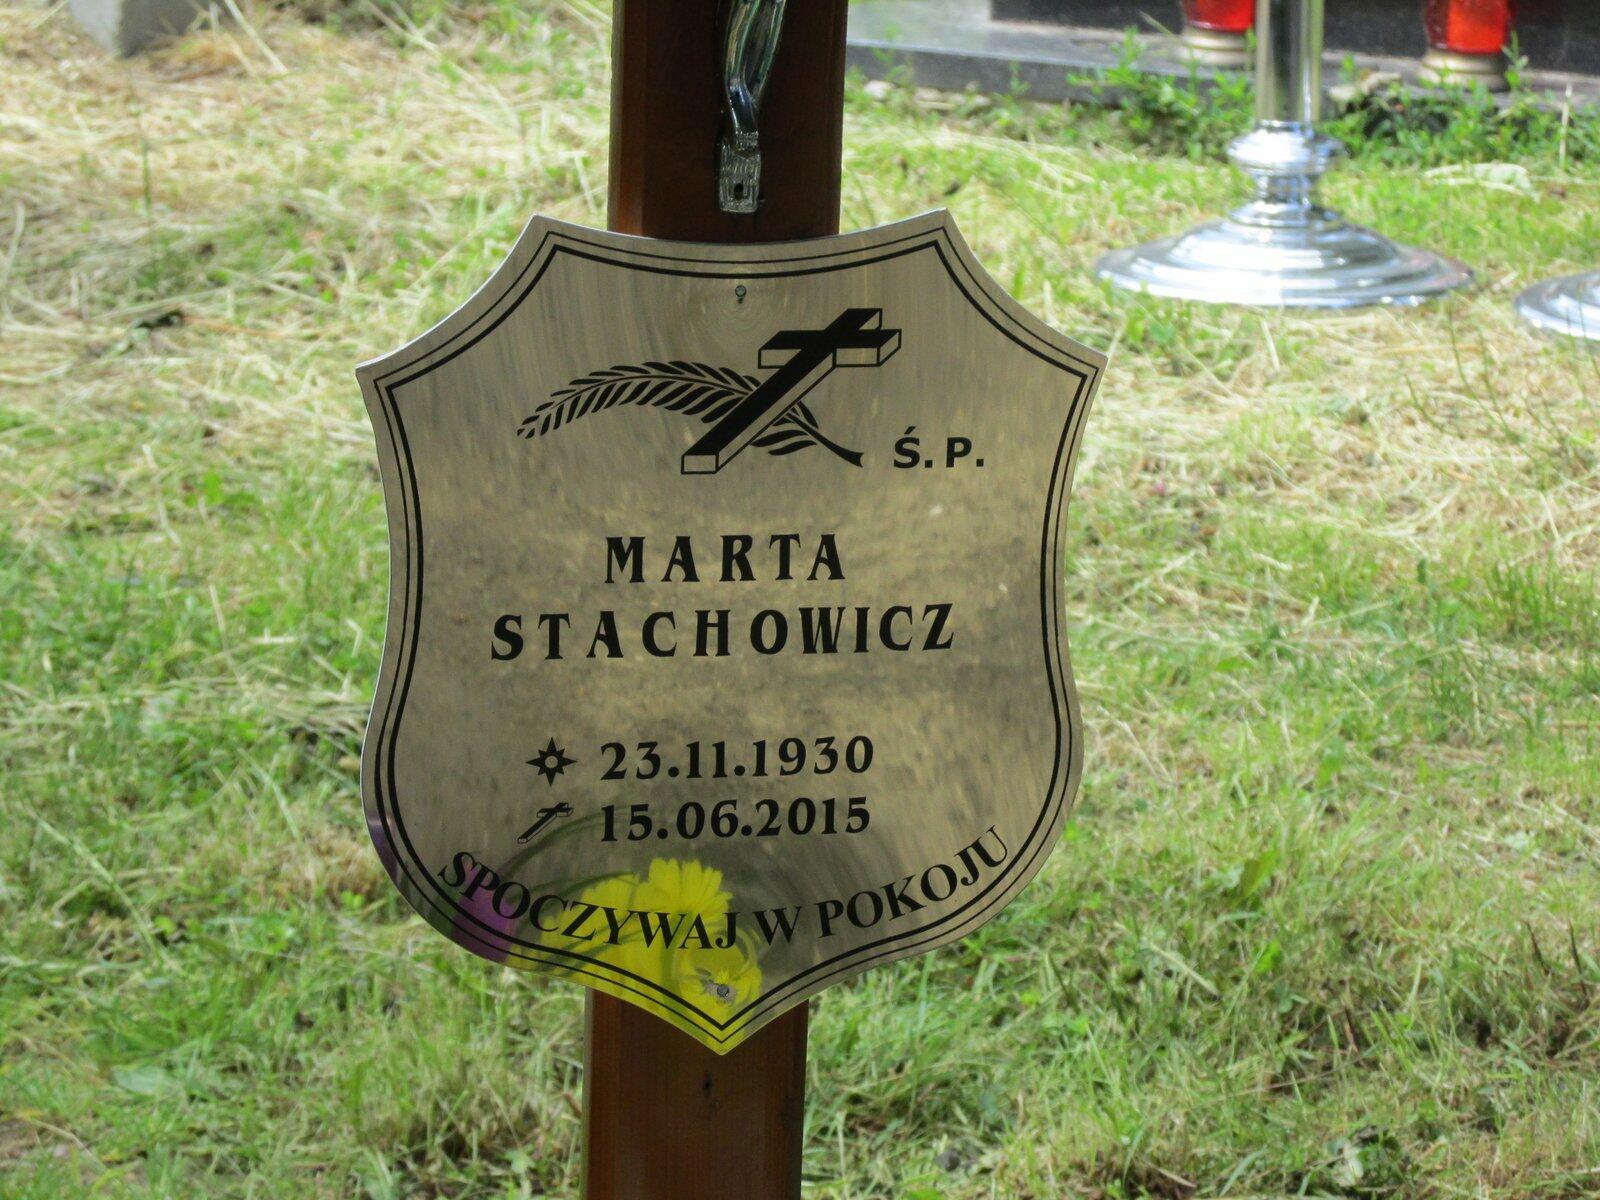 Ś. P.
MARTA
STACHOWICZ
23.11.1930
15.06.2015
SPOCZYWAJ W POKOJU